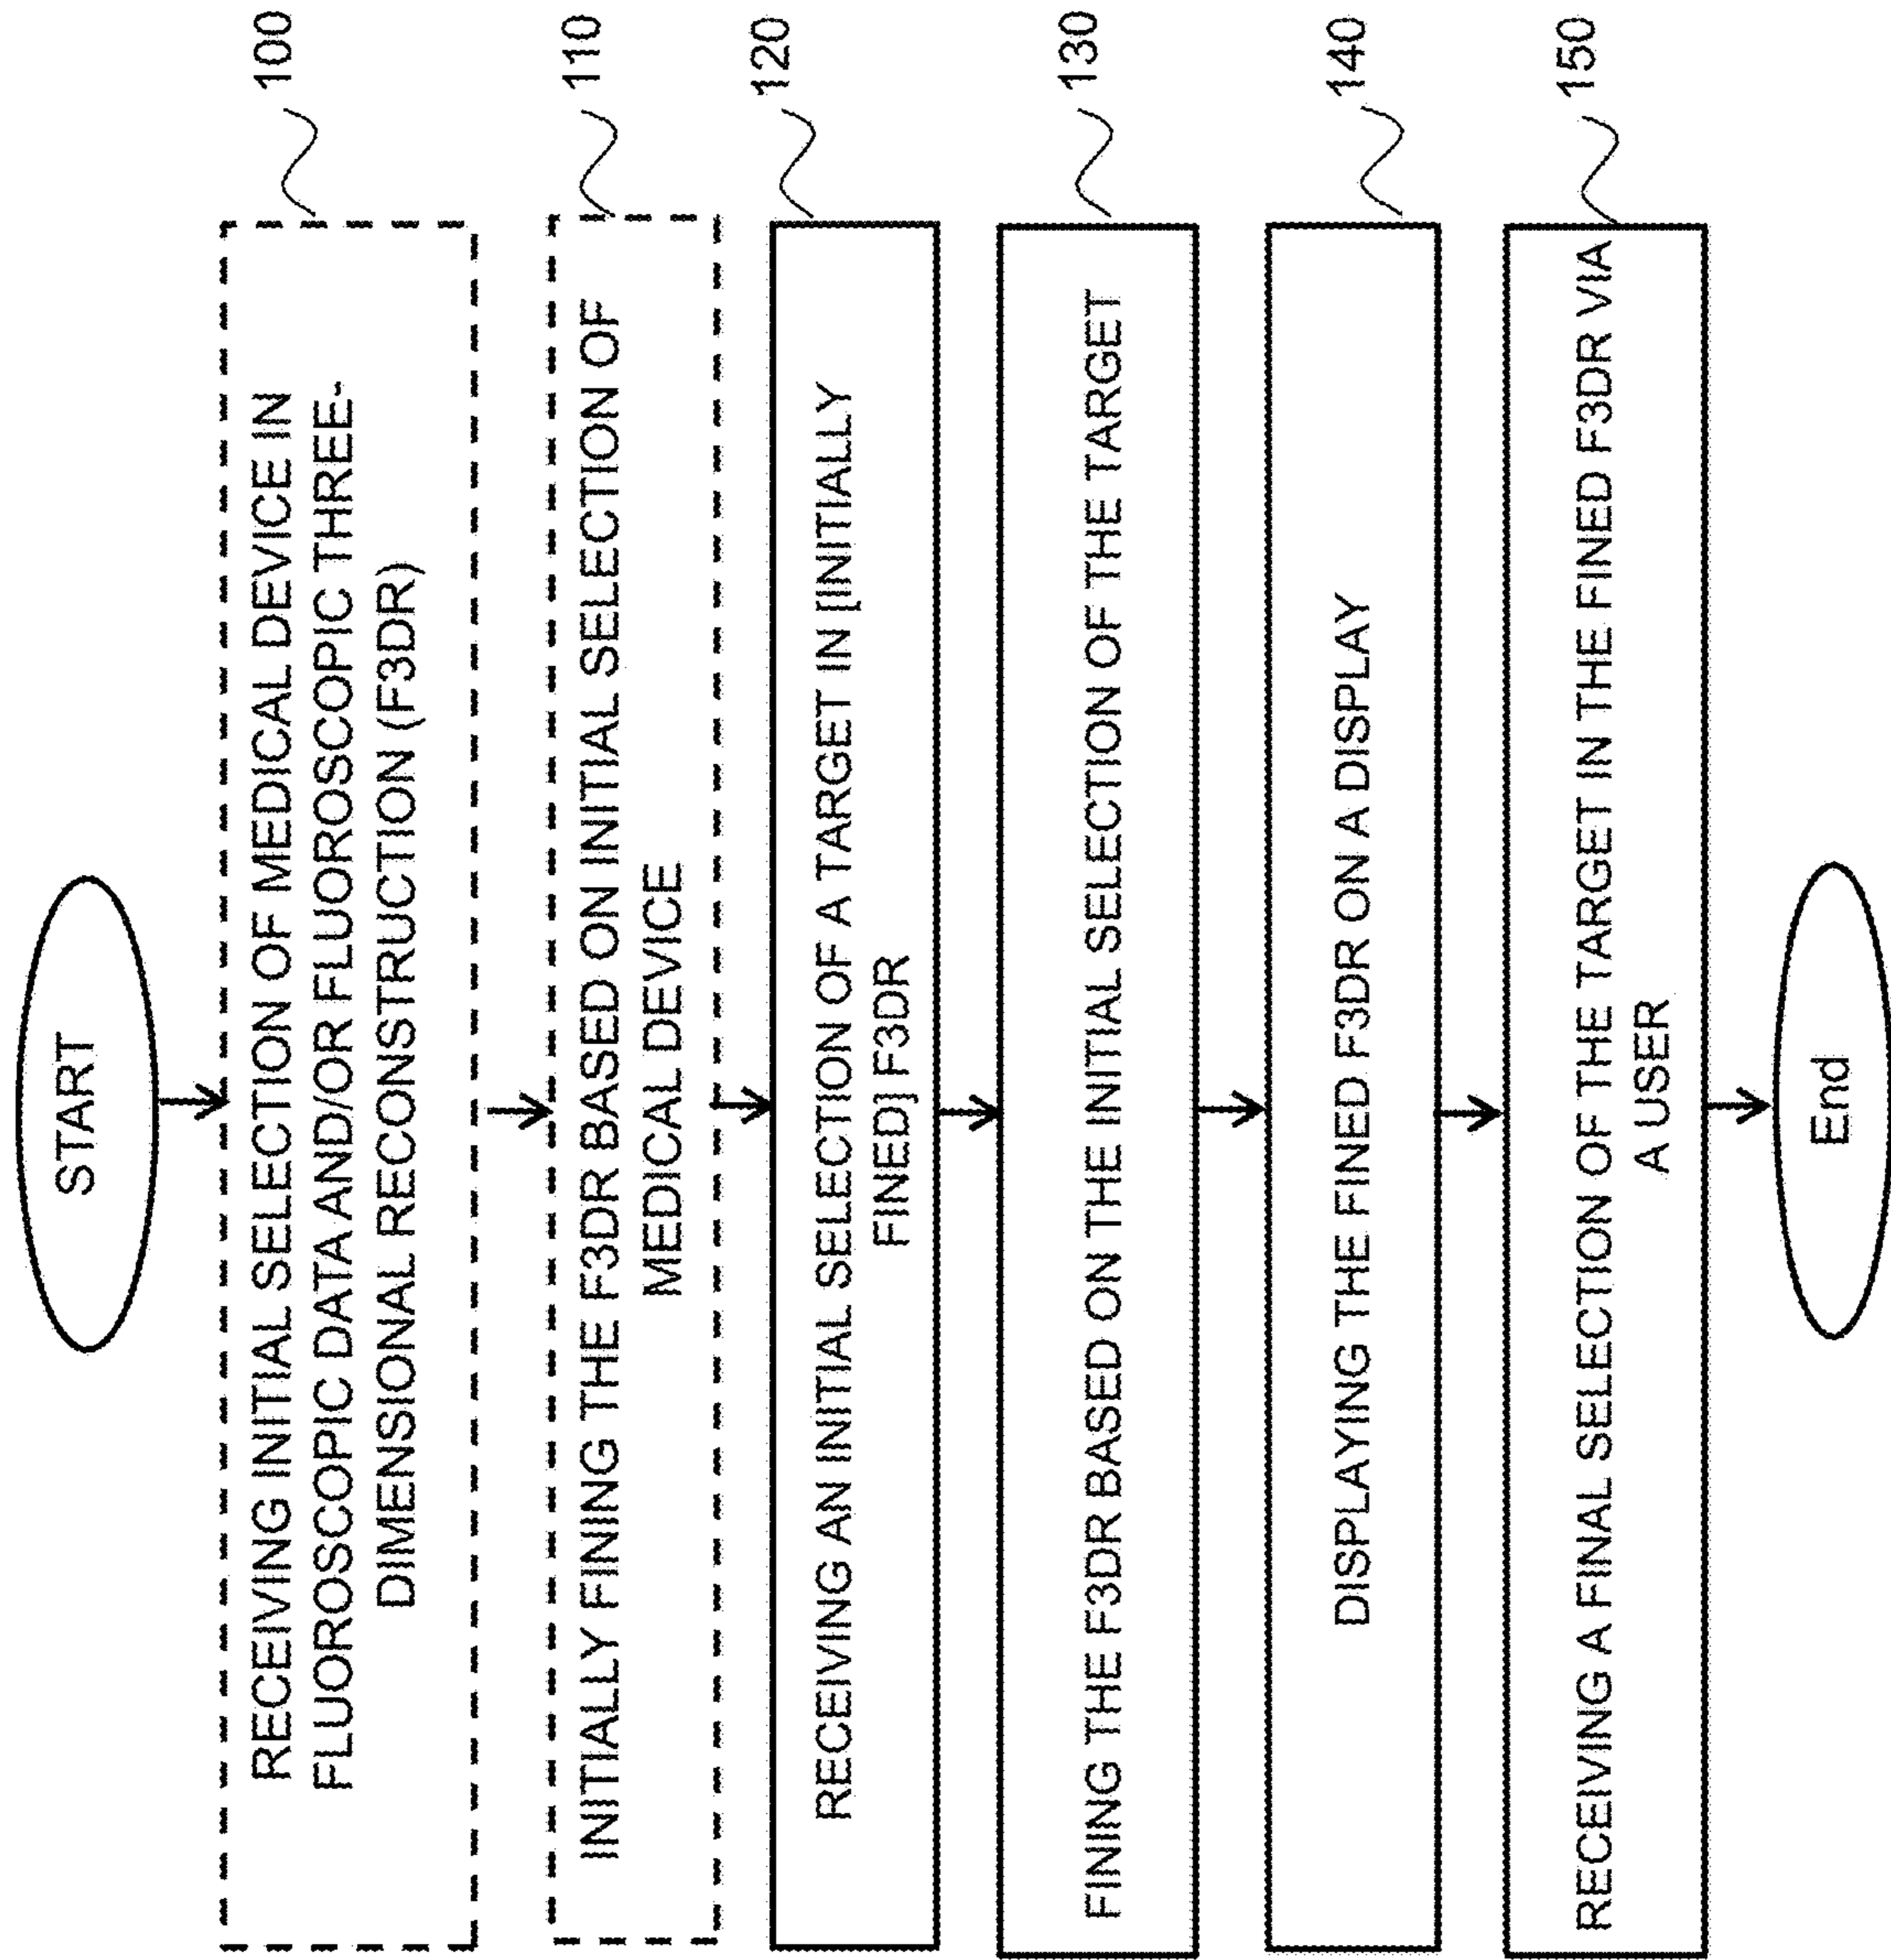 START
RECEIVING INITIAL SELECTION OF MEDICAL DEVICE IN
FLUOROSCOPIC DATA AND/OR FLUOROSCOPIC THREE-
DIMENSIONAL RECONSTRUCTION (F3DR)
100
INITIALLY FINING THE F3DR BASED ON INITIAL SELECTION OF
MEDICAL DEVICE
110
RECEIVING AN INITIAL SELECTION OF A TARGET IN [INITIALLY
FINED] F3DR
120
FINING THE F3DR BASED ON THE INITIAL SELECTION OF THE TARGET
130
DISPLAYING THE FINED F3DR ON A DISPLAY
140
RECEIVING A FINAL SELECTION OF THE TARGET IN THE FINED F3DR VIA
A USER
150
End